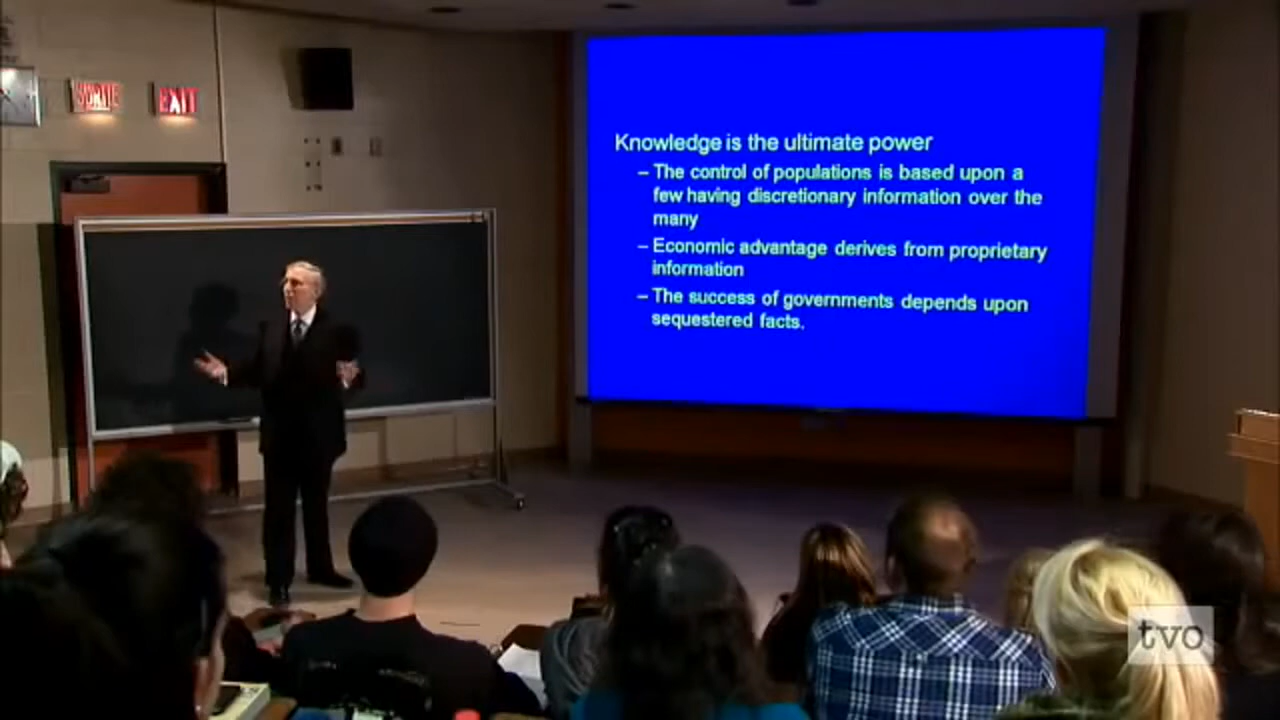 SORTIE
EXIT
Knowledge is the ultimate power
– The control of populations is based upon a
few having discretionary information over the
many
– Economic advantage derives from proprietary
information
– The success of governments depends upon
sequestered facts.
tvo